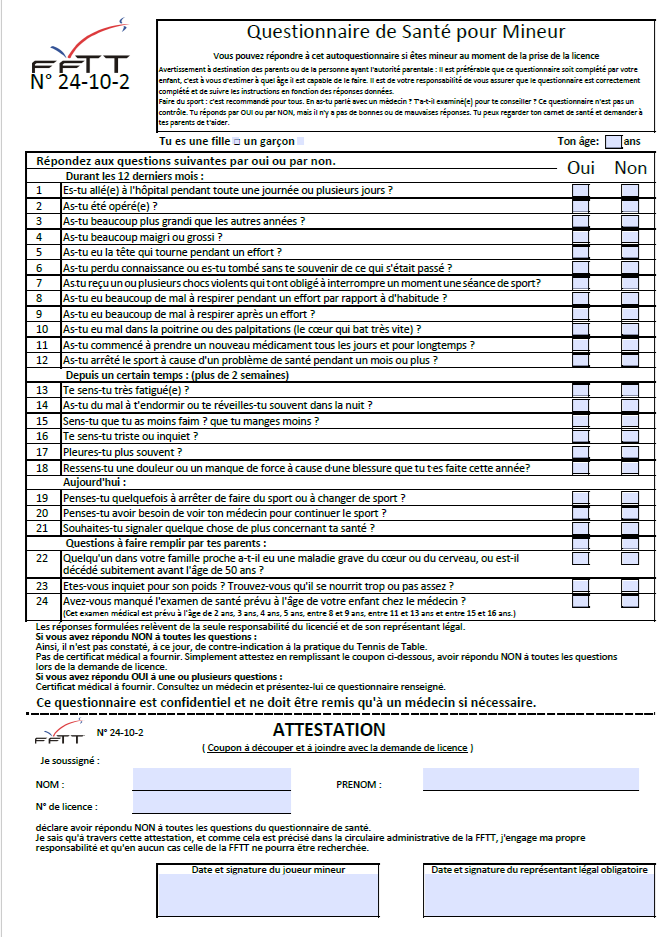 Questionnaire de Santé pour Mineur
FFTT
N° 24-10-2
Vous pouvez répondre à cet autoquestionnaire si êtes mineur au moment de la prise de la licence
Avertissement à destination des parents ou de la personne ayant l'autorité parentale : Il est préférable que ce questionnaire soit complété par votre
enfant, c'est à vous d'estimer à quel âge il est capable de le faire. Il est de votre responsabilité de vous assurer que le questionnaire est correctement
complété et de suivre les instructions en fonction des réponses données.
Faire du sport : c'est recommandé pour tous. En as-tu parlé avec un médecin ? T'a-t-il examiné(e) pour te conseiller ? Ce questionnaire n'est pas un
contrôle. Tu réponds par OUI ou par NON, mais il n'y a pas de bonnes ou de mauvaises réponses. Tu peux regarder ton carnet de santé et demander à
tes parents de t'aider.
Tu es une fille un garçon Ton âge: ans
Répondez aux questions suivantes par oui ou par non. Oui Non
Durant les 12 derniers mois :
1 Es-tu allé(e) à l'hôpital pendant toute une journée ou plusieurs jours ?
2 As-tu été opéré(e) ?
3 As-tu beaucoup plus grandi que les autres années ?
4 As-tu beaucoup maigri ou grossi ?
5 As-tu eu la tête qui tourne pendant un effort ?
6 As-tu perdu connaissance ou es-tu tombé sans te souvenir de ce qui s'était passé ?
7 As-tu reçu un ou plusieurs chocs violents qui t'ont obligé à interrompre un moment une séance de sport?
8 As-tu eu beaucoup de mal à respirer pendant un effort par rapport à d'habitude ?
9 As-tu eu beaucoup de mal à respirer après un effort ?
10 As-tu eu mal dans la poitrine ou des palpitations (le cœur qui bat très vite) ?
11 As-tu commencé à prendre un nouveau médicament tous les jours et pour longtemps ?
12 As-tu arrêté le sport à cause d'un problème de santé pendant un mois ou plus ?
Depuis un certain temps : (plus de 2 semaines)
13 Te sens-tu très fatigué(e) ?
14 As-tu du mal à t'endormir ou te réveilles-tu souvent dans la nuit ?
15 Sens-tu que tu as moins faim ? que tu manges moins ?
16 Te sens-tu triste ou inquiet ?
17 Pleures-tu plus souvent ?
18 Ressens-tu une douleur ou un manque de force à cause d'une blessure que tu t'es faite cette année?
Aujourd'hui :
19 Penses-tu quelquefois à arrêter de faire du sport ou à changer de sport ?
20 Penses-tu avoir besoin de voir ton médecin pour continuer le sport ?
21 Souhaites-tu signaler quelque chose de plus concernant ta santé ?
Questions à faire remplir par tes parents :
22 Quelqu'un dans votre famille proche a-t-il eu une maladie grave du cœur ou du cerveau, ou est-il
décédé subitement avant l'âge de 50 ans ?
23 Etes-vous inquiet pour son poids ? Trouvez-vous qu'il se nourrit trop ou pas assez ?
24 Avez-vous manqué l'examen de santé prévu à l'âge de votre enfant chez le médecin ?
(Cet examen médical est prévu à l'âge de 2 ans, 3 ans, 4 ans, 5 ans, entre 8 et 9 ans, entre 11 et 13 ans et entre 15 et 16 ans.)
Les réponses formulées relèvent de la seule responsabilité du licencié et de son représentant légal.
Si vous avez répondu NON à toutes les questions :
Ainsi, il n'est pas constaté, à ce jour, de contre-indication à la pratique du Tennis de Table.
Pas de certificat médical à fournir. Simplement attestez en remplissant le coupon ci-dessous, avoir répondu NON à toutes les questions
lors de la demande de licence.
Si vous avez répondu OUI à une ou plusieurs questions :
Certificat médical à fournir. Consultez un médecin et présentez-lui ce questionnaire renseigné.
Ce questionnaire est confidentiel et ne doit être remis qu'à un médecin si nécessaire.
FFTT
N° 24-10-2
ATTESTATION
( Coupon à découper et à joindre avec la demande de licence )
Je soussigné :
NOM : PRENOM :
N° de licence :
déclare avoir répondu NON à toutes les questions du questionnaire de santé.
Je sais qu'à travers cette attestation, et comme cela est précisé dans la circulaire administrative de la FFTT, j'engage ma propre
responsabilité et qu'en aucun cas celle de la FFTT ne pourra être recherchée.
Date et signature du joueur mineur Date et signature du représentant légal obligatoire